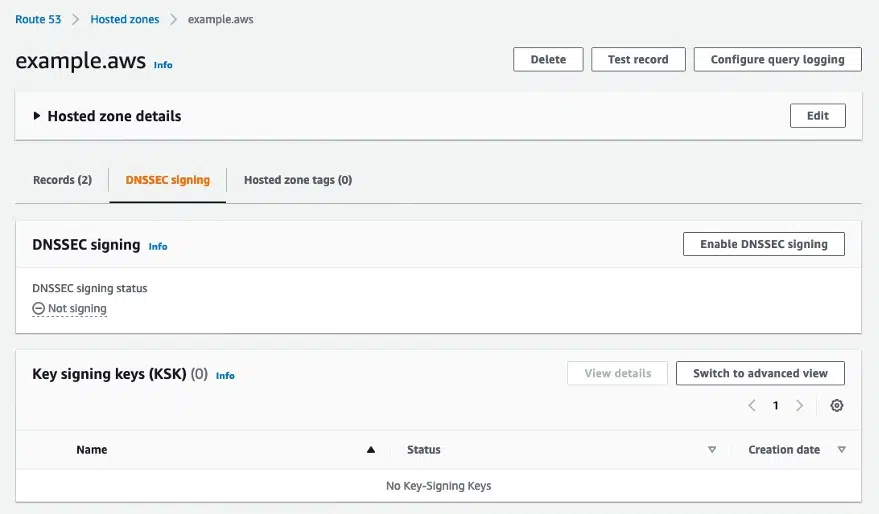 Route 53 > Hosted zones > example.aws
example.aws Info
Delete
Test record
Configure query logging
Hosted zone details
Edit
Records (2)
DNSSEC signing
Hosted zone tags (0)
DNSSEC signing Info
Enable DNSSEC signing
DNSSEC signing status
Not signing
Key signing keys (KSK) (0) Info
View details
Switch to advanced view
1
Name
Status
Creation date
No Key-Signing Keys